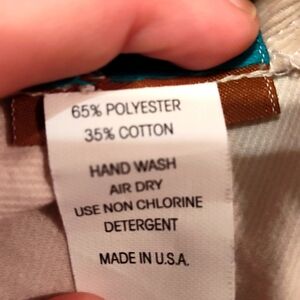 65% POLYESTER
35% COTTON
HAND WASH
AIR DRY
USE NON CHLORINE
DETERGENT
MADE IN U.S.A.